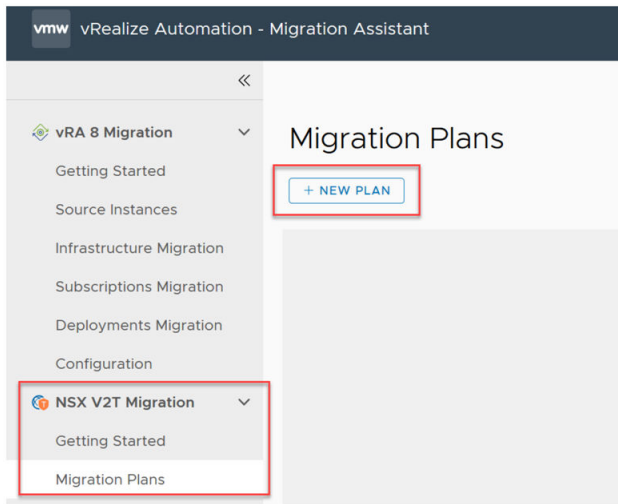 vmw vRealize Automation - Migration Assistant
vRA 8 Migration
Getting Started
Source Instances
Infrastructure Migration
Subscriptions Migration
Deployments Migration
Configuration
NSX V2T Migration
Getting Started
Migration Plans
Migration Plans
+ NEW PLAN